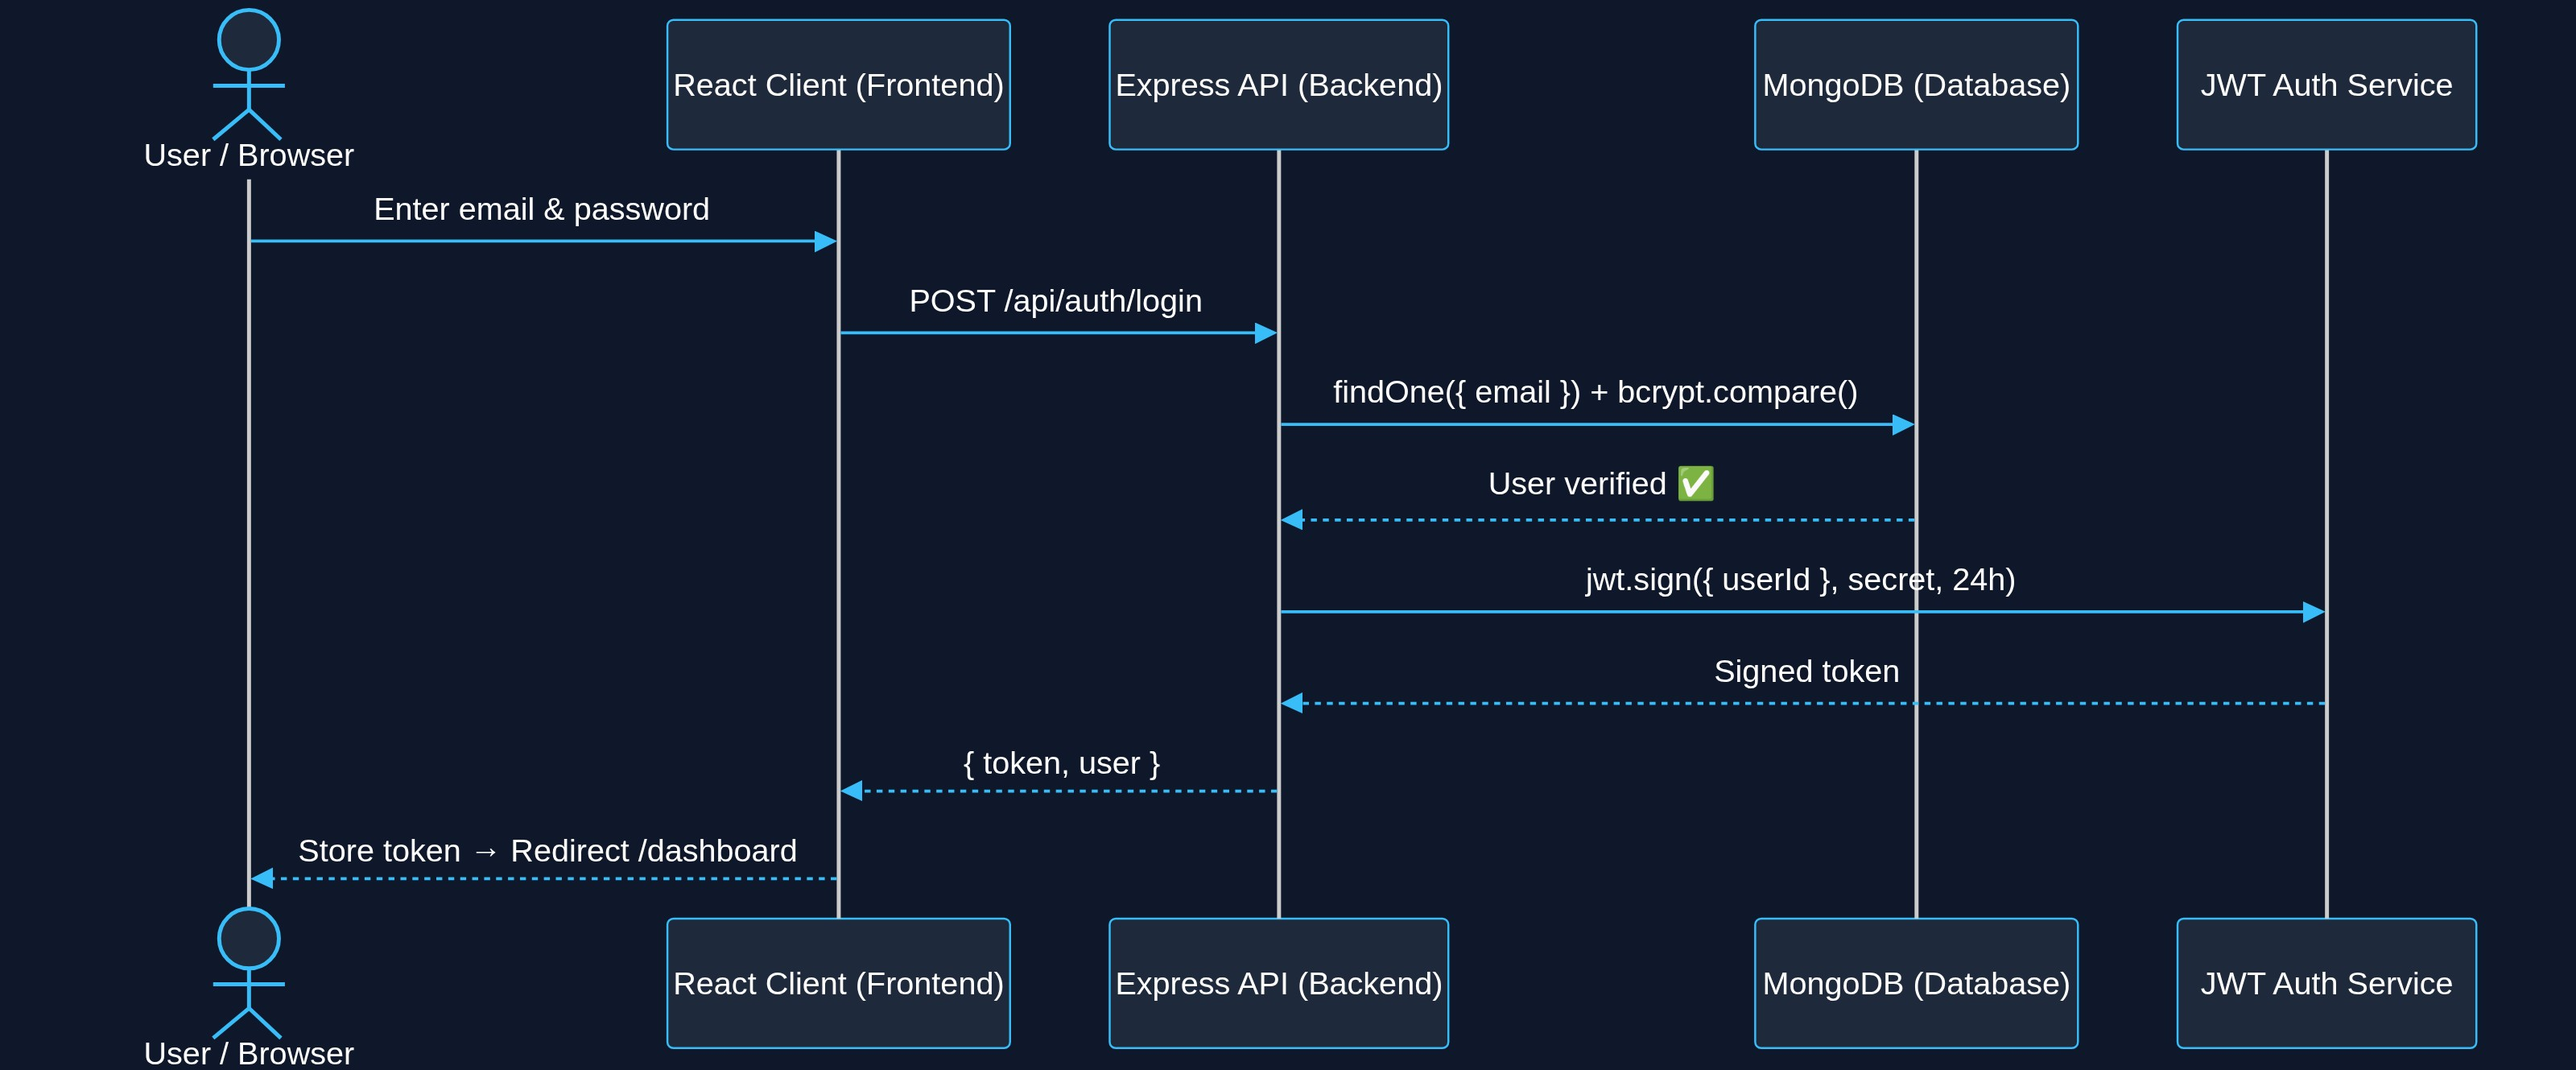 User / Browser
React Client (Frontend)
Express API (Backend)
MongoDB (Database)
JWT Auth Service
Enter email & password
POST /api/auth/login
findOne({ email }) + bcrypt.compare()
User verified ✅
jwt.sign({ userId }, secret, 24h)
Signed token
{ token, user }
Store token → Redirect /dashboard
User / Browser
React Client (Frontend)
Express API (Backend)
MongoDB (Database)
JWT Auth Service